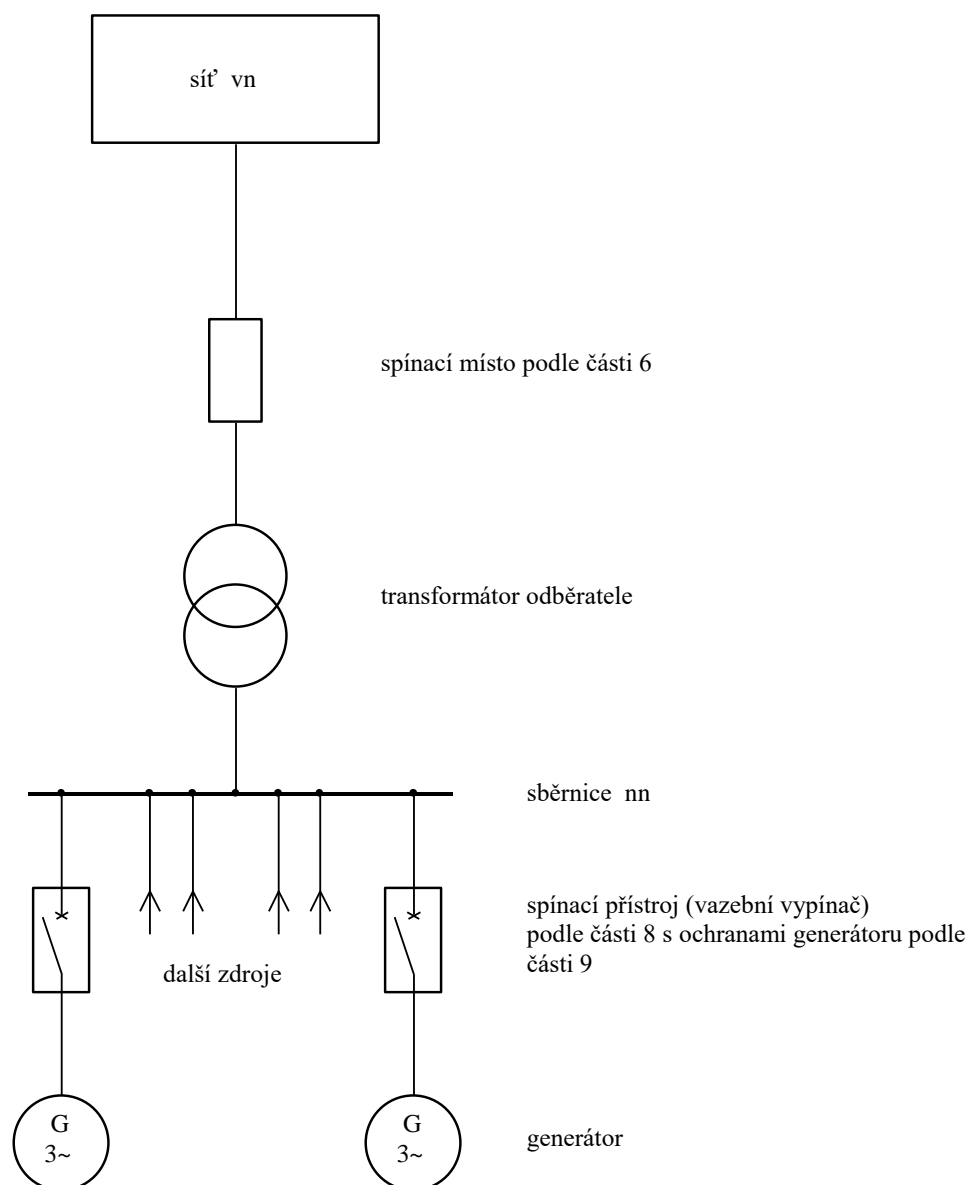 síť vn
spínací místo podle části 6
transformátor odběratele
sběrnice nn
spínací přístroj (vazební vypínač)
podle části 8 s ochranami generátoru podle
části 9
další zdroje
G
3~
G
3~
generátor